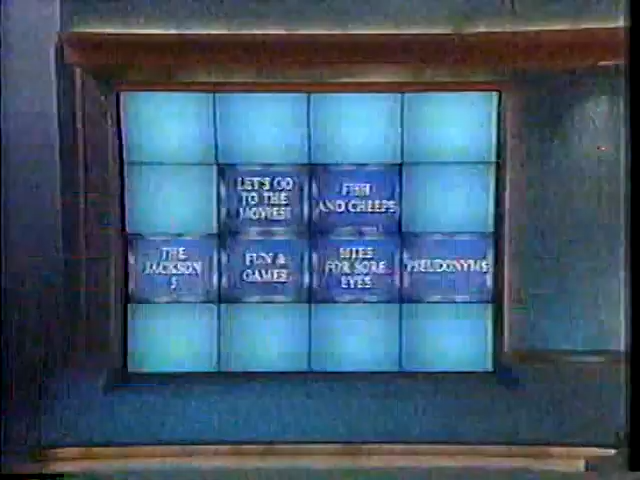 LET'S GO
TO THE
MOVIES!
FISH
AND CHEEPS
THE
JACKSON
5
FUN &
GAMES
SITES
FOR SORE
EYES
PSEUDONYMS